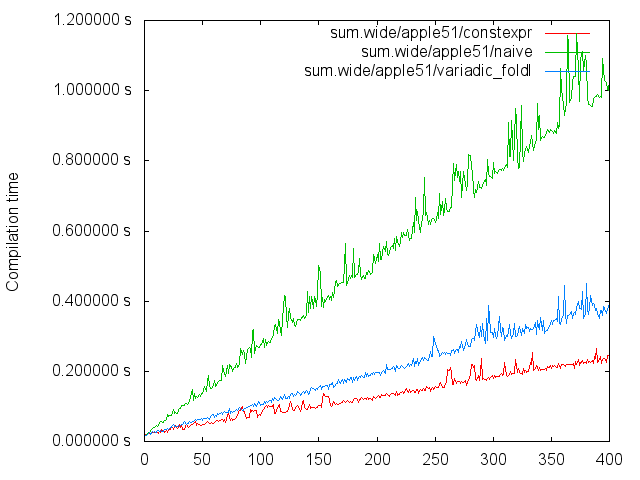 1.200000 s
1.000000 s
0.800000 s
0.600000 s
0.400000 s
0.200000 s
0.000000 s
Compilation time
sum.wide/apple51/constexpr
sum.wide/apple51/naive
sum.wide/apple51/variadic_foldl
0 50 100 150 200 250 300 350 400